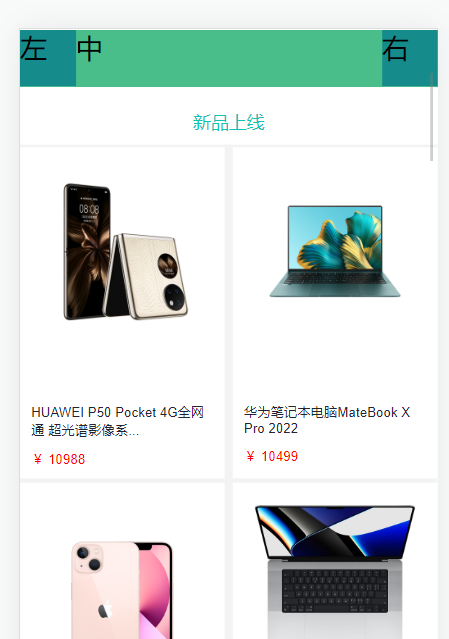 左 中 右
新品上线
HUAWEI P50 Pocket 4G全网
通 超光谱影像系...
¥ 10988
华为笔记本电脑MateBook X
Pro 2022
¥ 10499